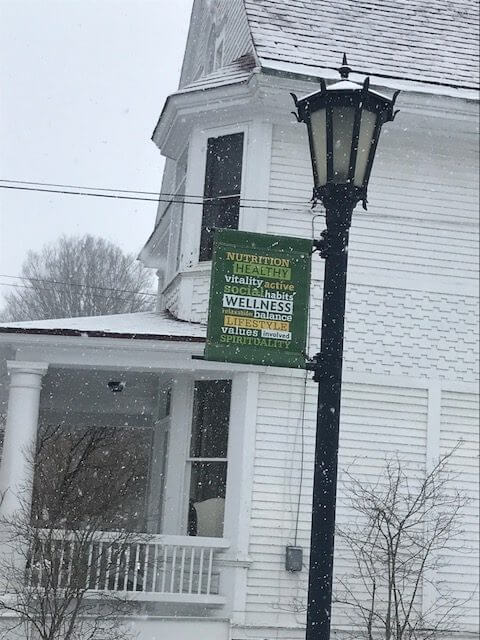 NUTRITION
HEALTHY
vitality active
social habits
WELLNESS
relaxation balance
LIFESTYLE
values involved
SPIRITUALITY